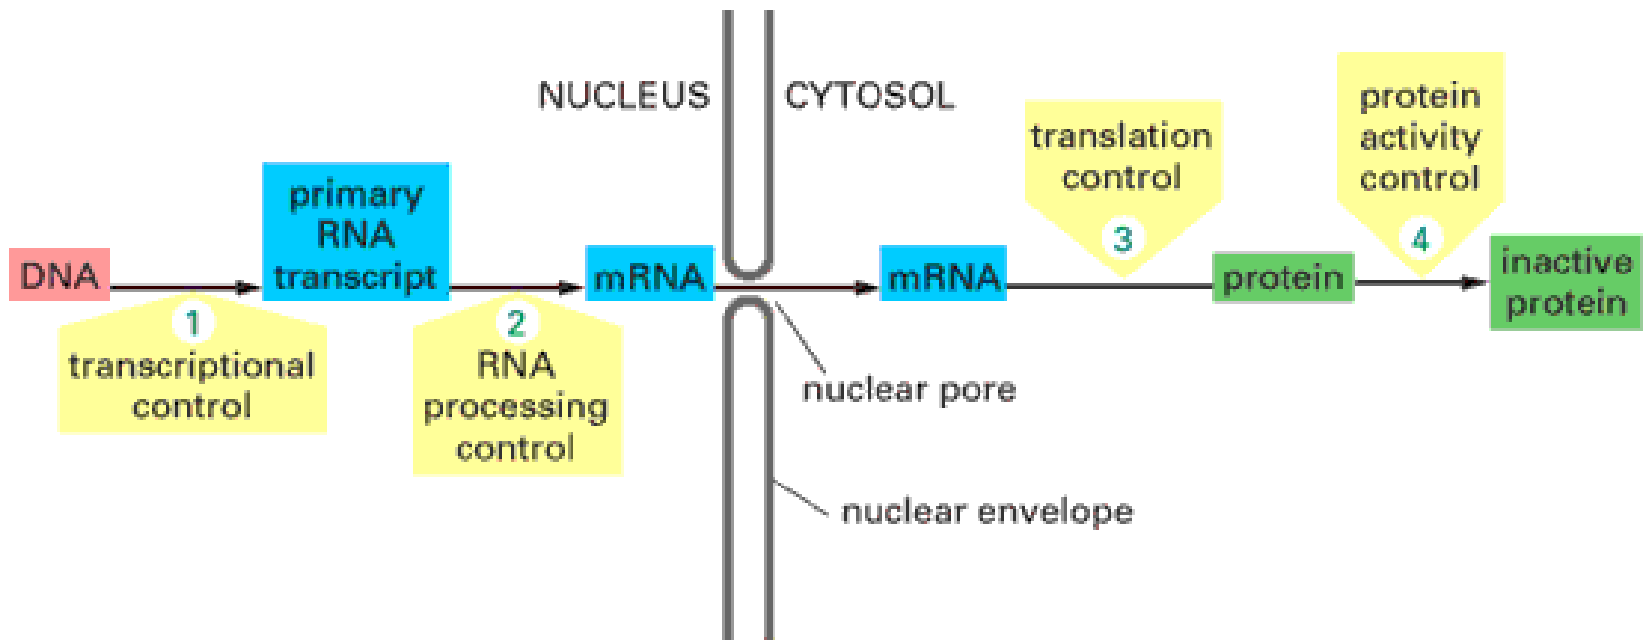 NUCLEUS
CYTOSOL
DNA
1
transcriptional
control
primary
RNA
transcript
2
RNA
processing
control
mRNA
nuclear pore
nuclear envelope
mRNA
translation
control
3
protein
protein
activity
control
4
inactive
protein